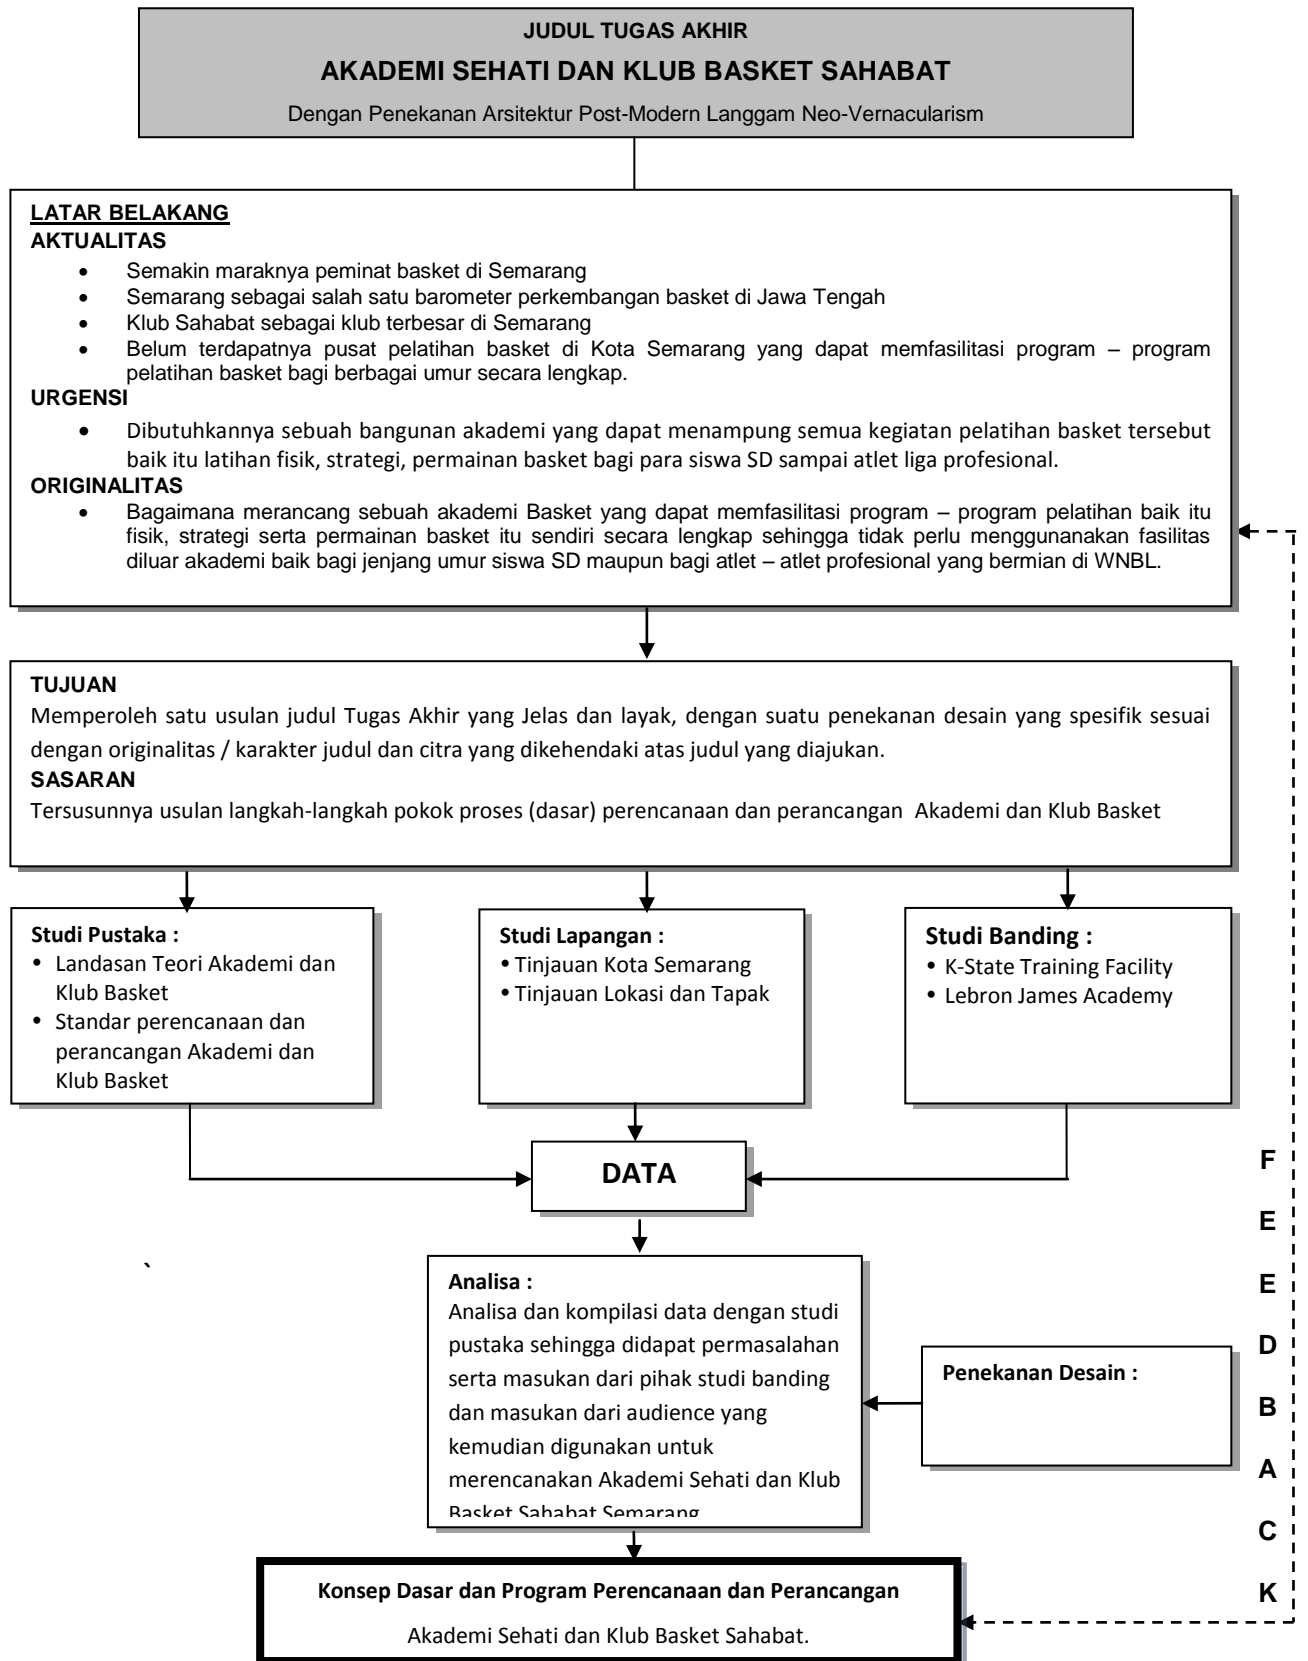 JUDUL TUGAS AKHIR
AKADEMI SEHATI DAN KLUB BASKET SAHABAT
Dengan Penekanan Arsitektur Post-Modern Langgam Neo-Vernacularism
LATAR BELAKANG
AKTUALITAS
• Semakin maraknya peminat basket di Semarang
• Semarang sebagai salah satu barometer perkembangan basket di Jawa Tengah
• Klub Sahabat sebagai klub terbesar di Semarang
• Belum terdapatnya pusat pelatihan basket di Kota Semarang yang dapat memfasilitasi program – program
pelatihan basket bagi berbagai umur secara lengkap.
URGENSI
• Dibutuhkannya sebuah bangunan akademi yang dapat menampung semua kegiatan pelatihan basket tersebut
baik itu latihan fisik, strategi, permainan basket bagi para siswa SD sampai atlet liga profesional.
ORIGINALITAS
• Bagaimana merancang sebuah akademi Basket yang dapat memfasilitasi program – program pelatihan baik itu
fisik, strategi serta permainan basket itu sendiri secara lengkap sehingga tidak perlu menggunanakan fasilitas
diluar akademi baik bagi jenjang umur siswa SD maupun bagi atlet – atlet profesional yang bermian di WNBL.
TUJUAN
Memperoleh satu usulan judul Tugas Akhir yang Jelas dan layak, dengan suatu penekanan desain yang spesifik sesuai
dengan originalitas / karakter judul dan citra yang dikehendaki atas judul yang diajukan.
SASARAN
Tersusunnya usulan langkah-langkah pokok proses (dasar) perencanaan dan perancangan Akademi dan Klub Basket
Studi Pustaka :
• Landasan Teori Akademi dan
Klub Basket
• Standar perencanaan dan
perancangan Akademi dan
Klub Basket
Studi Lapangan :
• Tinjauan Kota Semarang
• Tinjauan Lokasi dan Tapak
Studi Banding :
• K-State Training Facility
• Lebron James Academy
DATA
`
Analisa :
Analisa dan kompilasi data dengan studi
pustaka sehingga didapat permasalahan
serta masukan dari pihak studi banding
dan masukan dari audience yang
kemudian digunakan untuk
merencanakan Akademi Sehati dan Klub
Basket Sahabat Semarang
Penekanan Desain :
F
E
E
D
B
A
C
K
Konsep Dasar dan Program Perencanaan dan Perancangan
Akademi Sehati dan Klub Basket Sahabat.